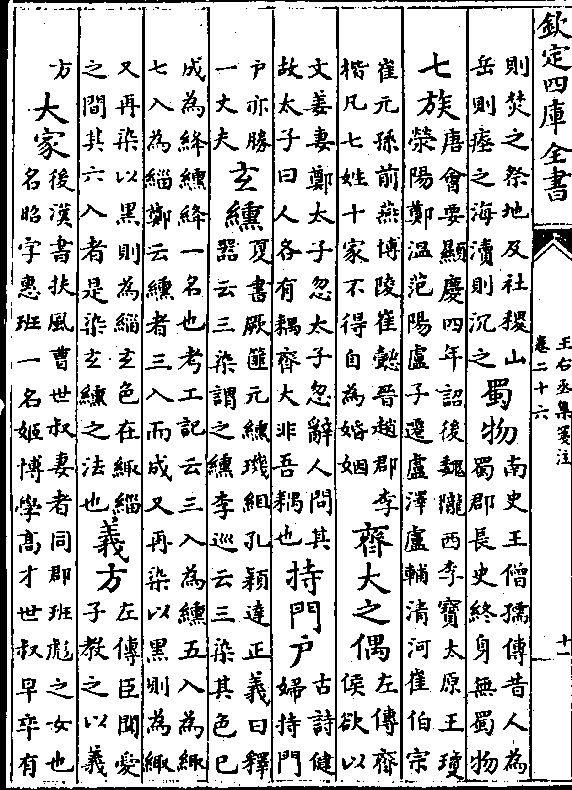 欽定四庫全書
王右丞集箋注
卷二十六
十
則焚之祭地及社稷山
岳則瘞之海瀆則沉之
蜀物
南史王僧孺傳昔人為
蜀郡長史終身無蜀物
七族
唐會要顯慶四年詔後魏隴西李寶太原王瓊
滎陽鄭温范陽盧子遷盧澤盧輔清河崔伯宗
崔元孫前燕博陵崔懿晉趙郡李
楷凡七姓十家不得自為婚姻
齊大之偶
左傳齊
侯欲以
文姜妻鄭太子忽太子忽辭人問其
故太子曰人各有耦齊大非吾耦也
持門户
古詩健
婦持門
户亦勝
一丈夫
玄纁
夏書厥篚元纁璣組孔穎達正義曰釋
器云三染謂之纁李巡云三染其色已
成為絳纁絳一名也考工記云三入為纁五入為緅
七入為緇鄭云纁者三入而成又再染以黑則為緅
又再染以黑則為緇玄色在緅緇
之間其六入者是染玄纁之法也
義方
左傳臣聞愛
子教之以義
方
大家
後漢書扶風曹世叔妻者同郡班彪之女也
名昭字惠班一名姬博學高才世叔早卒有